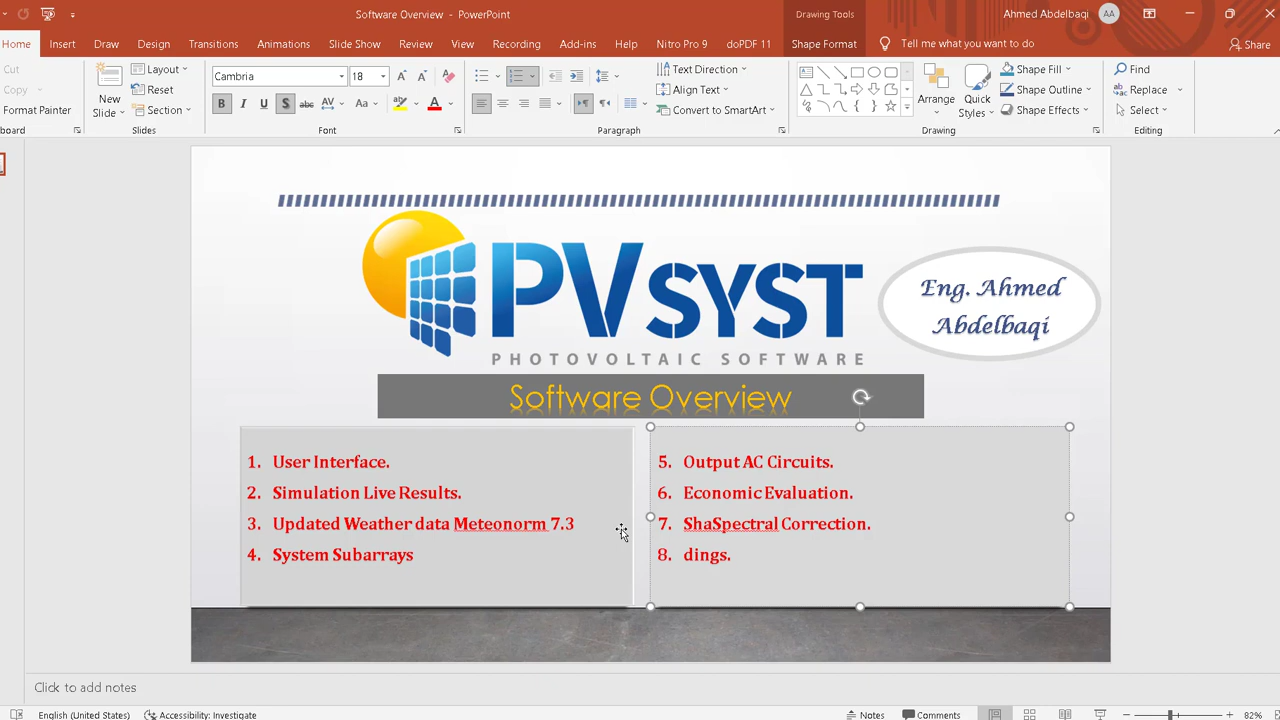 Software Overview - PowerPoint
Drawing Tools
Ahmed Abdelbaqi
AA
Home
Insert
Draw
Design
Transitions
Animations
Slide Show
Review
View
Recording
Add-ins
Help
Nitro Pro 9
doPDF 11
Shape Format
Tell me what you want to do
Share
Cut
Copy
Format Painter
board
New
Slide
Layout
Reset
Section
Slides
Cambria
18
B
I
U
S
abc
AV
Aa
A
Font
Paragraph
Text Direction
Align Text
Convert to SmartArt
Arrange
Quick
Styles
Shape Fill
Shape Outline
Shape Effects
Drawing
Find
Replace
Select
Editing
PVSYST
PHOTOVOLTAIC SOFTWARE
Eng. Ahmed
Abdelbaqi
Software Overview
1. User Interface.
2. Simulation Live Results.
3. Updated Weather data Meteonorm 7.3
4. System Subarrays
5. Output AC Circuits.
6. Economic Evaluation.
7. ShaSpectral Correction.
8. dings.
Click to add notes
English (United States)
Accessibility: Investigate
Notes
Comments
82%